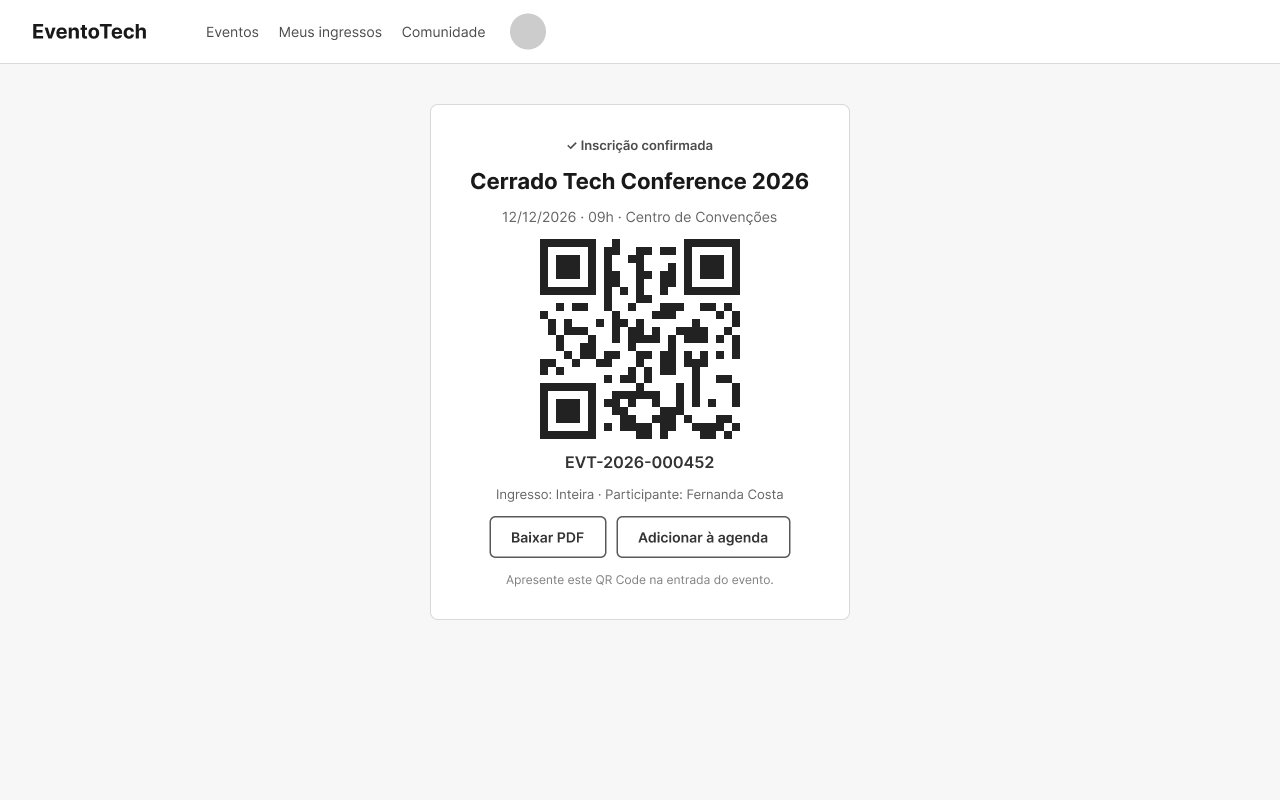 EventoTech
Eventos
Meus ingressos
Comunidade
✓ Inscrição confirmada
Cerrado Tech Conference 2026
12/12/2026 · 09h · Centro de Convenções
EVT-2026-000452
Ingresso: Inteira · Participante: Fernanda Costa
Baixar PDF
Adicionar à agenda
Apresente este QR Code na entrada do evento.